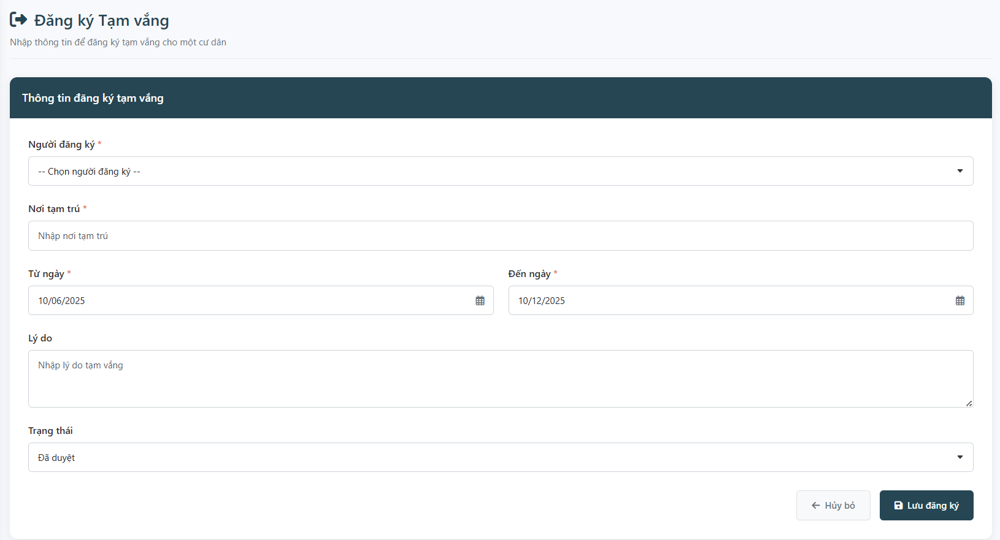 Đăng ký Tạm vắng
Nhập thông tin để đăng ký tạm vắng cho một cư dân
Thông tin đăng ký tạm vắng
Người đăng ký *
-- Chọn người đăng ký --
Nơi tạm trú *
Nhập nơi tạm trú
Từ ngày *
Đến ngày *
10/06/2025
10/12/2025
Lý do
Nhập lý do tạm vắng
Trạng thái
Đã duyệt
Hủy bỏ
Lưu đăng ký